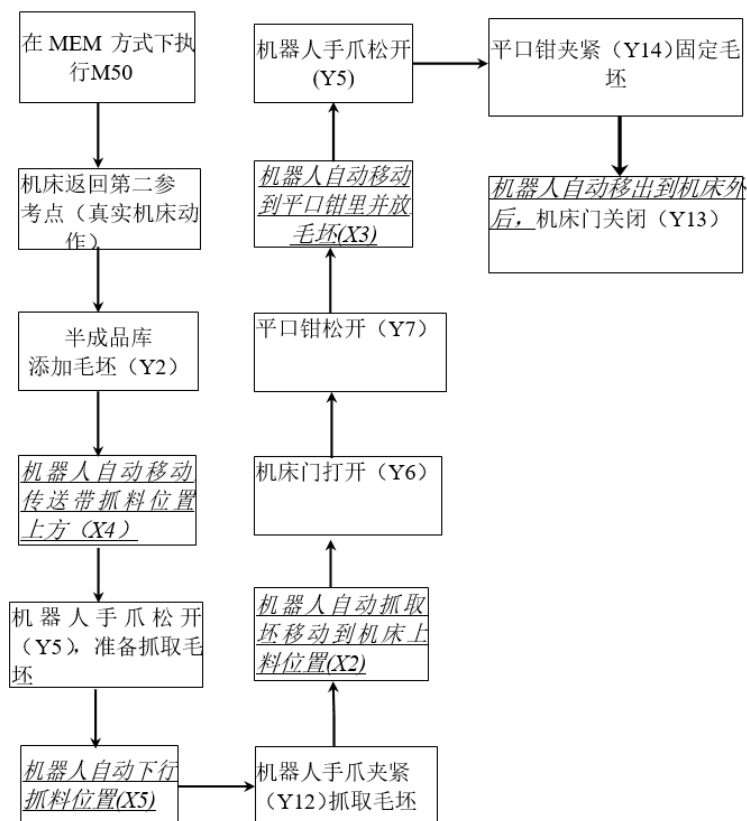 在 MEM 方式下执
行M50
机床返回第二参
考点（真实机床动
作）
半成品库
添加毛坯（Y2）
机器人自动移动
传送带抓料位置
上方（X4）
机器人手爪松开
（Y5），准备抓取毛
坯
机器人自动下行
抓料位置(X5)
机器人手爪夹紧
（Y12）抓取毛坯
机器人自动抓取
坯移动到机床上
料位置(X2)
机床门打开（Y6）
平口钳松开（Y7）
机器人自动移动
到平口钳里并放
毛坯(X3)
机器人手爪松开
(Y5)
平口钳夹紧（Y14）固定毛
坯
机器人自动移出到机床外
后，机床门关闭（Y13）